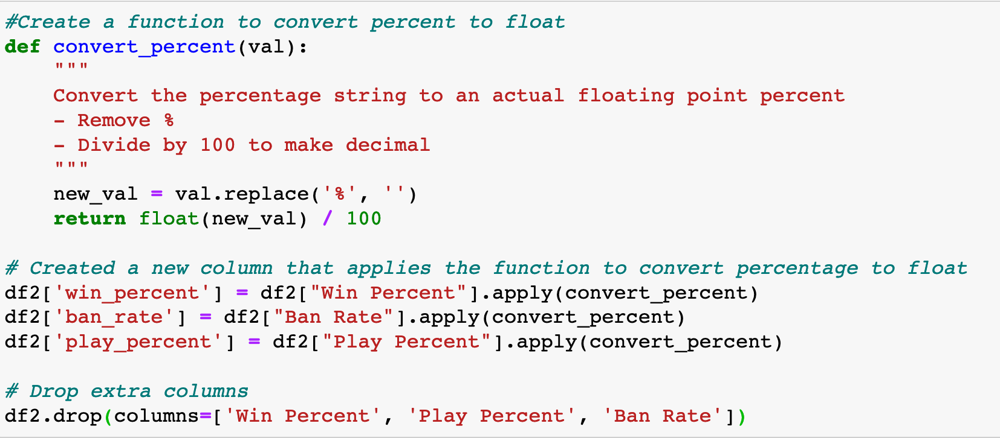 #Create a function to convert percent to float
def convert_percent(val):
    """
    Convert the percentage string to an actual floating point percent
    - Remove %
    - Divide by 100 to make decimal
    """
    new_val = val.replace('%', '')
    return float(new_val) / 100

# Created a new column that applies the function to convert percentage to float
df2['win_percent'] = df2["Win Percent"].apply(convert_percent)
df2['ban_rate'] = df2["Ban Rate"].apply(convert_percent)
df2['play_percent'] = df2["Play Percent"].apply(convert_percent)

# Drop extra columns
df2.drop(columns=['Win Percent', 'Play Percent', 'Ban Rate'])